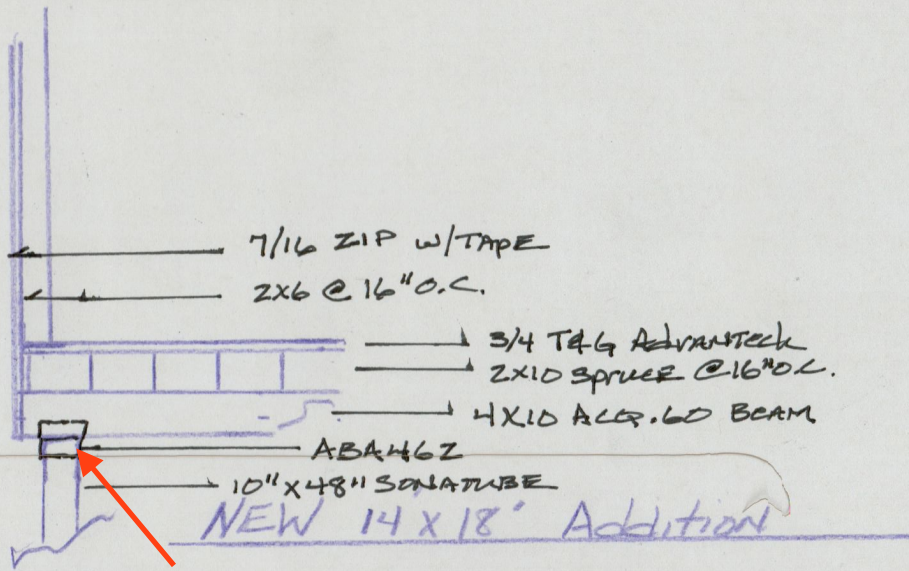 7/16 ZIP W/TAPE
2X6 @ 16" O.C.
3/4 T&G ADVANTECK
2X10 SPRUCE @16" O.C.
4X10 ACQ .60 BEAM
ABA46Z
10" X 48" SONATUBE
NEW 14 X 18' Addition